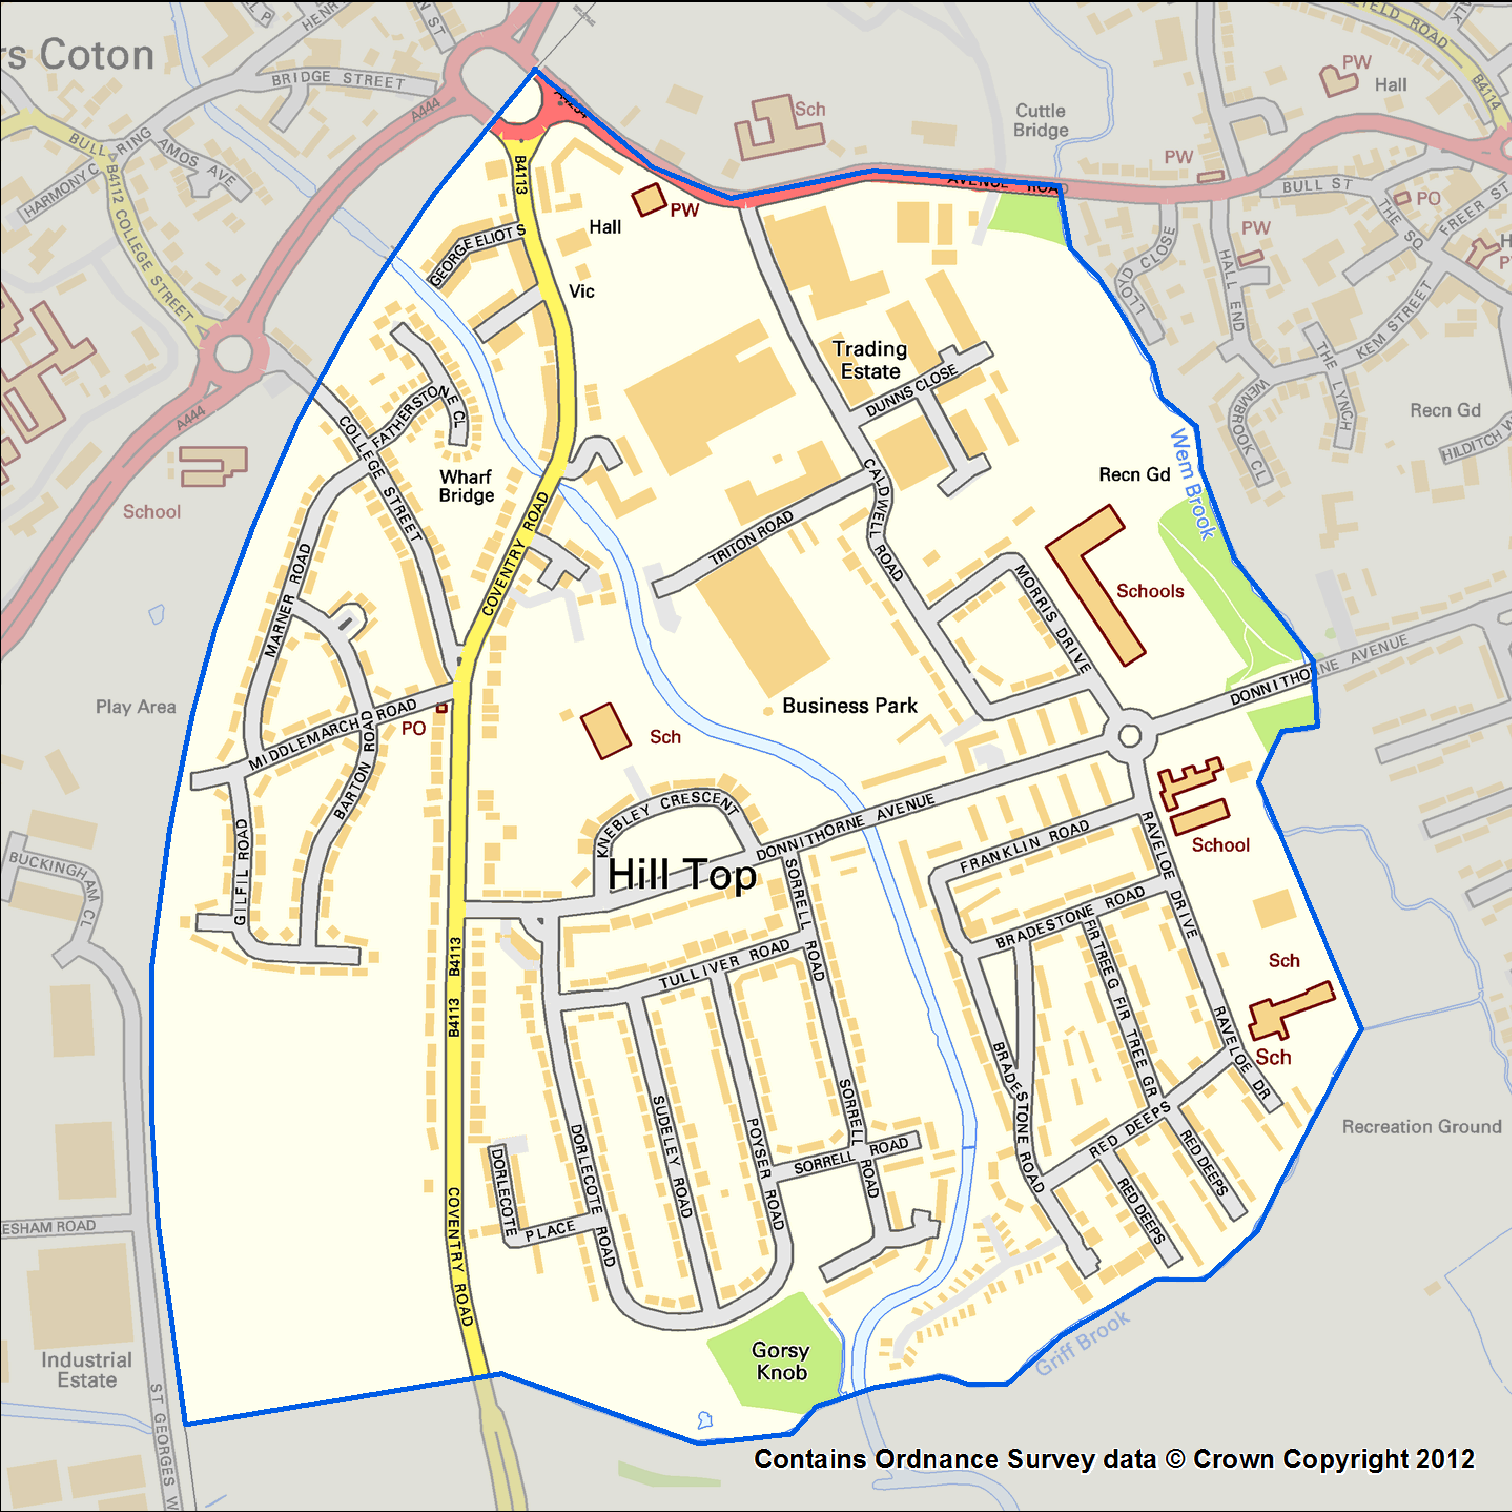 rs Coton
BRIDGE STREET
A444
BULL RING
HARMONY C
AMOS AVE
B4112 COLLEGE STREET
A444
School
Play Area
BUCKINGHAM CL
ESHAM ROAD
Industrial
Estate
ST GEORGES W
B4113
GEORGE ELIOT S
Hall
PW
Vic
Sch
Cuttle
Bridge
AVENUE ROAD
PW
Hall
PW
BULL ST
PO
THE SQ
FREER ST
PW
LLOYD CLOSE
HALL END
KEM STREET
THE LYNCH
WEMBROOK CL
Recn Gd
HILDITCH W
B4114
FIELD ROAD
Trading
Estate
DUNNS CLOSE
CALDWELL ROAD
TRITON ROAD
Recn Gd
Wem Brook
Schools
MORRIS DRIVE
DONNITHORNE AVENUE
COLLEGE STREET
FATHERSTONE CL
Wharf
Bridge
COVENTRY ROAD
MARNER ROAD
MIDDLEMARCH ROAD
PO
BARTON ROAD
GILFIL ROAD
Sch
Business Park
KNEBLEY CRESCENT
Hill Top
DONNITHORNE AVENUE
SORRELL ROAD
TULLIVER ROAD
FRANKLIN ROAD
RAVELOE DRIVE
School
BRADESTONE ROAD
FIRTREE G
FIR TREE GR
Sch
RAVELOE DR
Sch
B4113
B4113
COVENTRY ROAD
DORLECOTE PLACE
DORLECOTE ROAD
SUDELEY ROAD
POYSER ROAD
SORRELL ROAD
SORRELL ROAD
BRADESTONE ROAD
RED DEEPS
RED DEEPS
RED DEEPS
Recreation Ground
Griff Brook
Gorsy
Knob
Contains Ordnance Survey data © Crown Copyright 2012